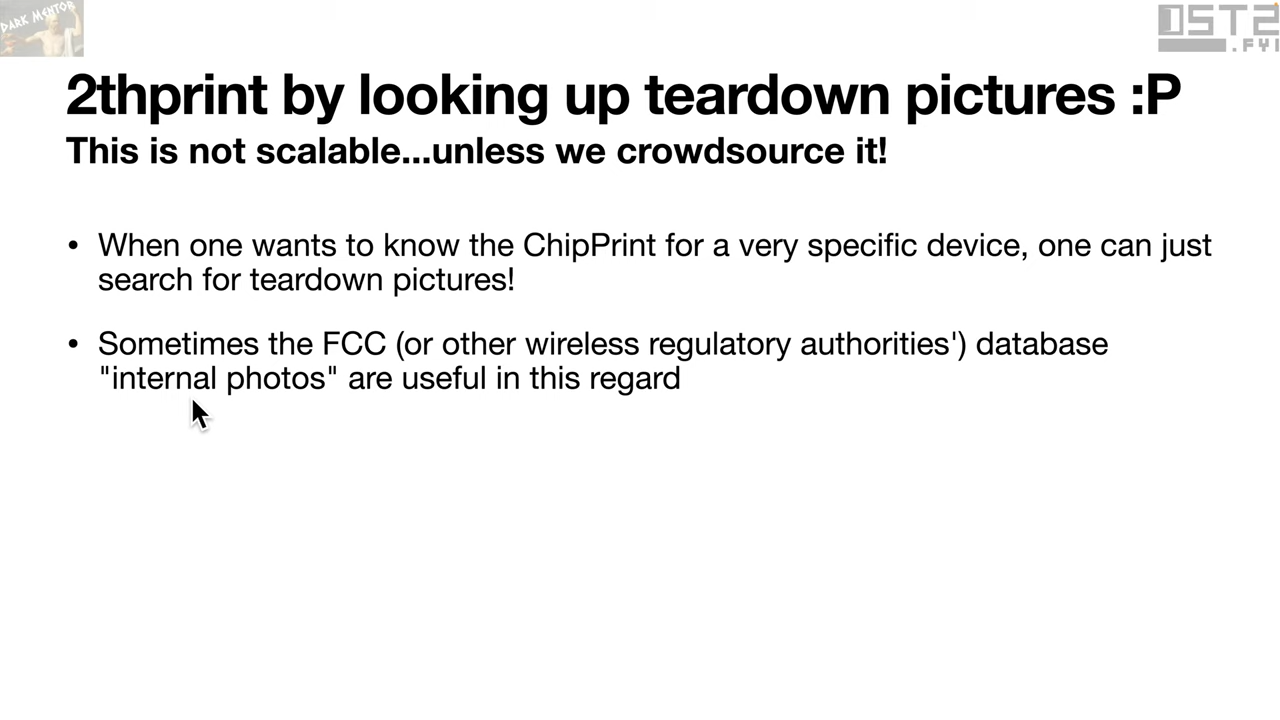 DARK MENTOR
OST2
.FYI
2thprint by looking up teardown pictures :P
This is not scalable...unless we crowdsource it!
• When one wants to know the ChipPrint for a very specific device, one can just
search for teardown pictures!
• Sometimes the FCC (or other wireless regulatory authorities') database
"internal photos" are useful in this regard